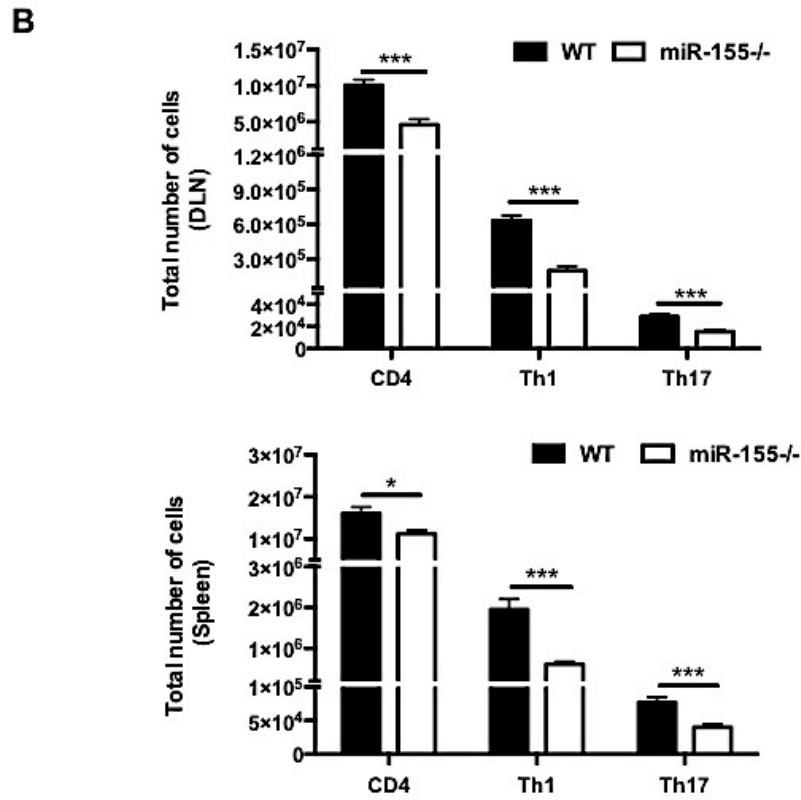 B
WT miR-155-/-
Total number of cells
(DLN)
1.5×10⁷
1.0×10⁷
5.0×10⁶
1.2×10⁶
9.0×10⁵
6.0×10⁵
3.0×10⁵
4×10⁴
2×10⁴
0
***
***
***
CD4 Th1 Th17
WT miR-155-/-
Total number of cells
(Spleen)
3×10⁷
2×10⁷
1×10⁷
3×10⁶
2×10⁶
1×10⁶
1×10⁵
5×10⁴
0
*
***
***
CD4 Th1 Th17